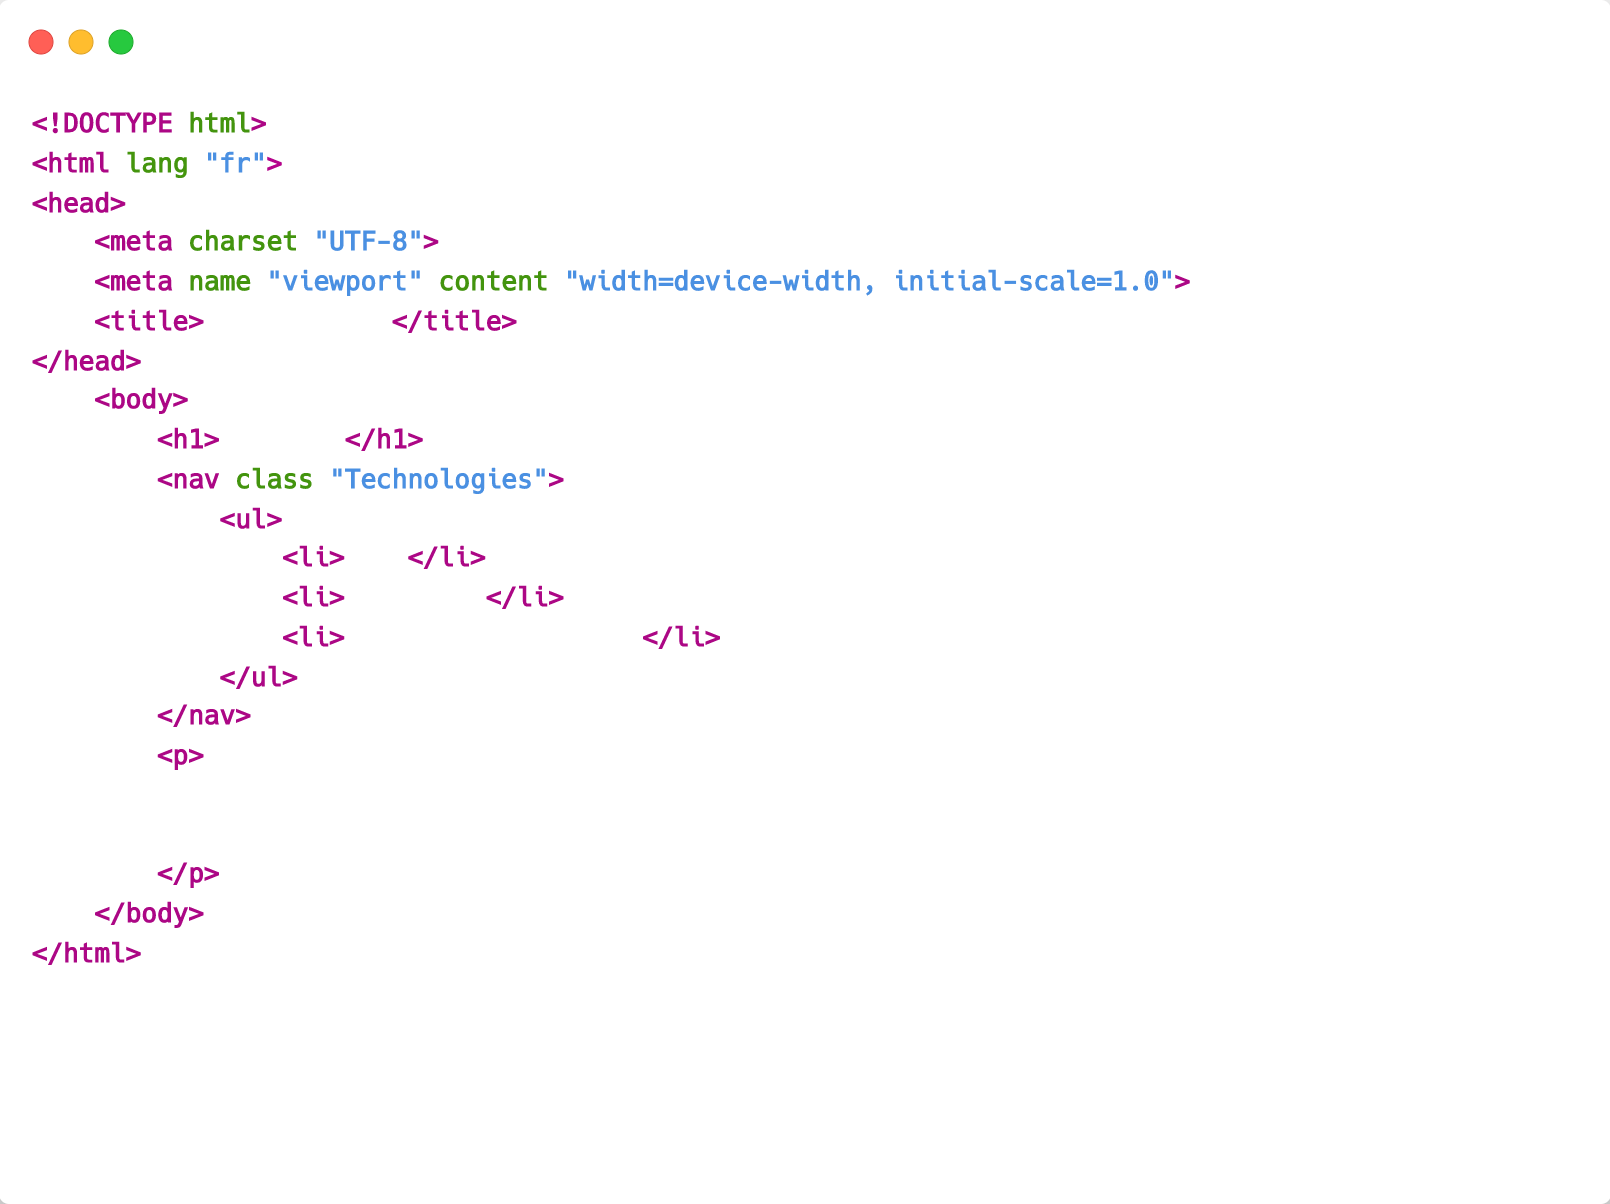 <!DOCTYPE html>
<html lang "fr">
<head>
    <meta charset "UTF-8">
    <meta name "viewport" content "width=device-width, initial-scale=1.0">
    <title>            </title>
</head>
    <body>
        <h1>        </h1>
        <nav class "Technologies">
            <ul>
                <li>    </li>
                <li>         </li>
                <li>                   </li>
            </ul>
        </nav>
        <p>
        </p>
    </body>
</html>